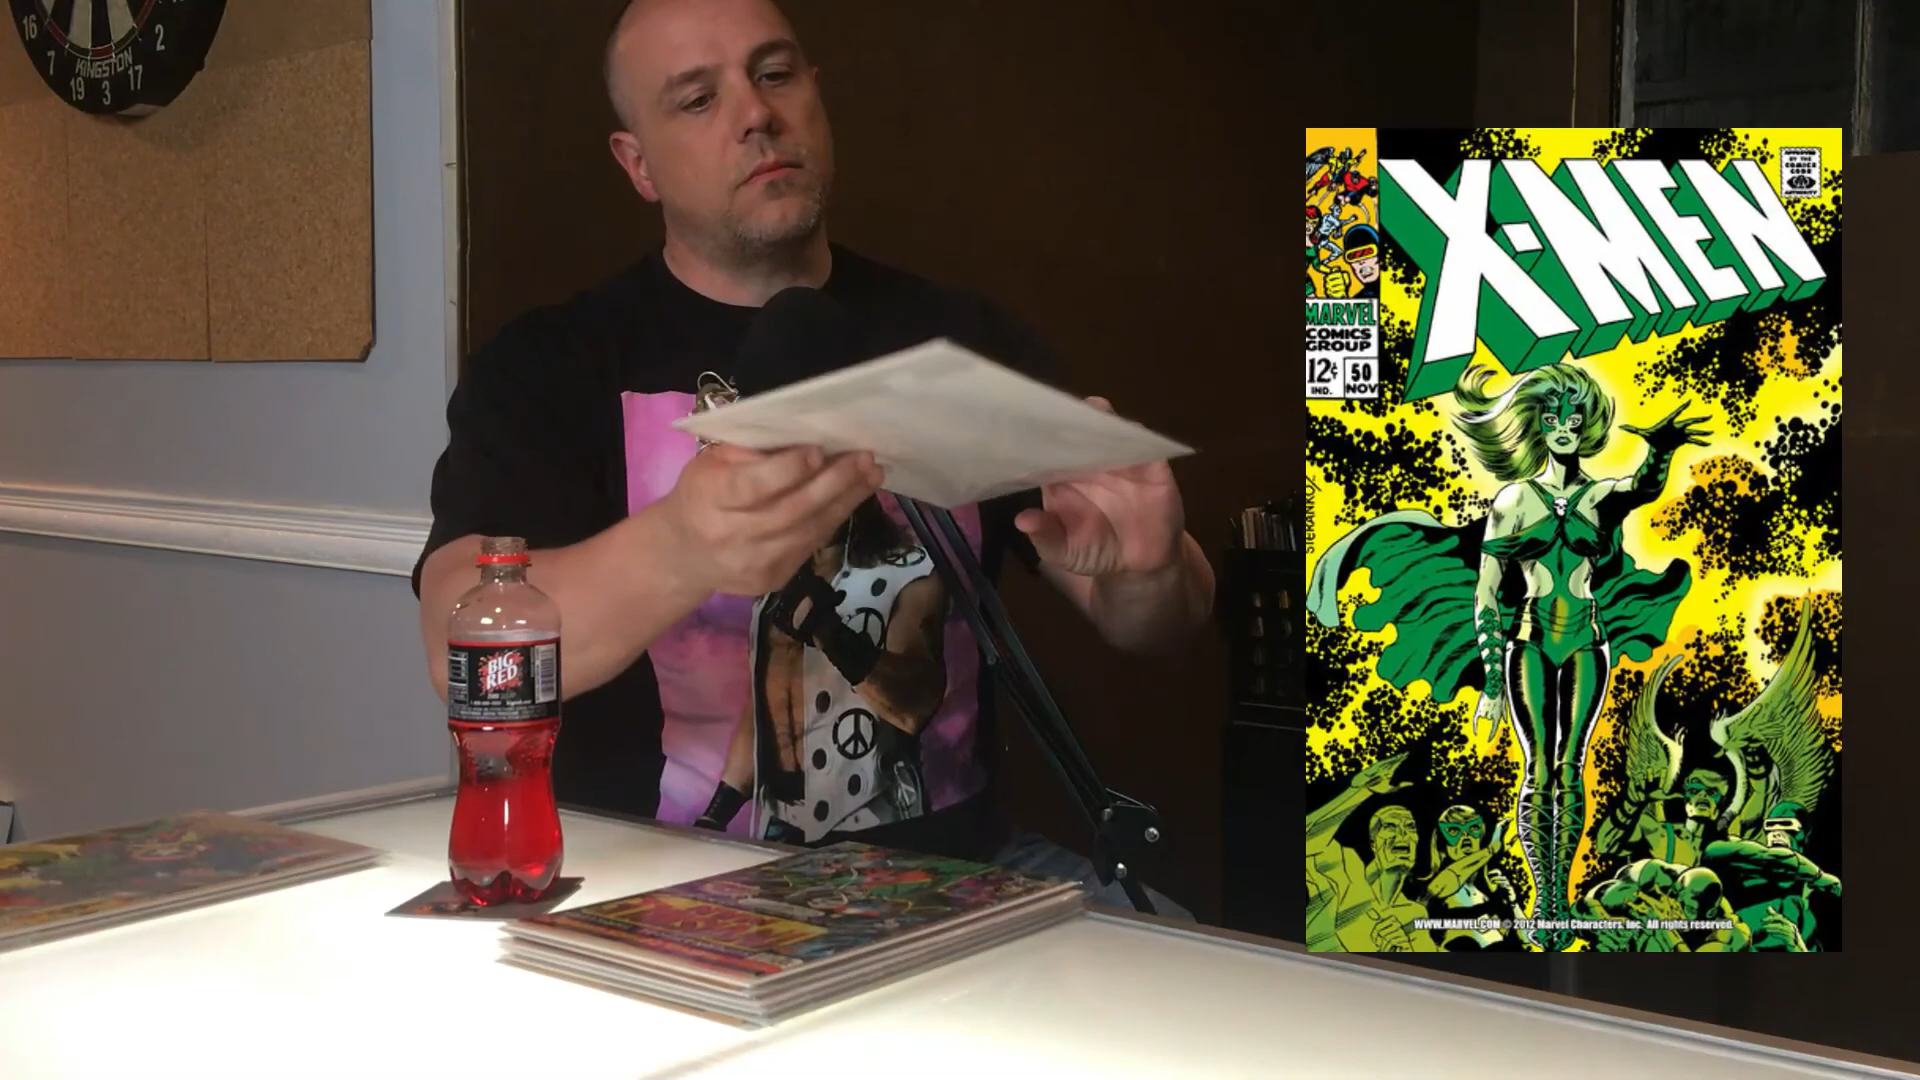 16
7
19
3
17
2
KINGSTON
BIG
RED
X-MEN
APPROVED
BY THE
COMICS
CODE
AUTHORITY
MARVEL
COMICS
GROUP
12¢
IND.
50
NOV
STERANKO
WWW.MARVEL.COM © 2012 Marvel Characters, Inc. All rights reserved.